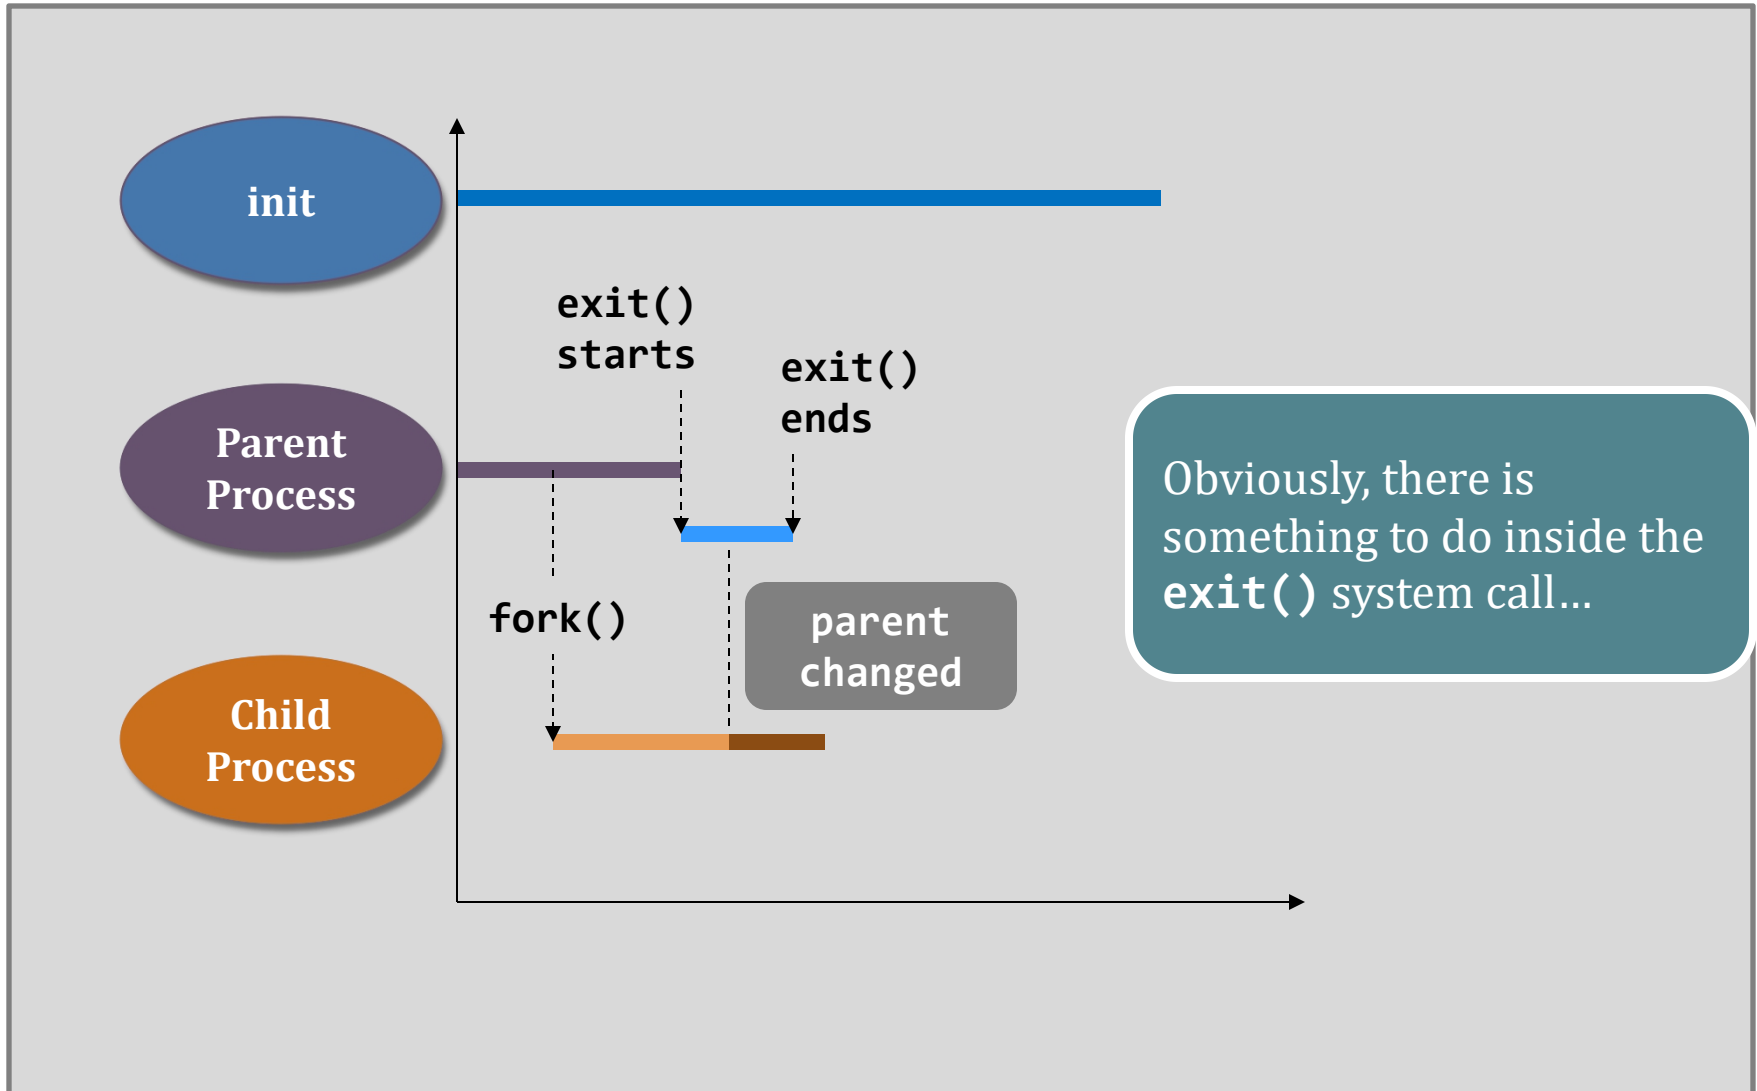 init
exit()
starts
exit()
ends
Parent
Process
Obviously, there is
something to do inside the
exit() system call…
fork()
parent
changed
Child
Process